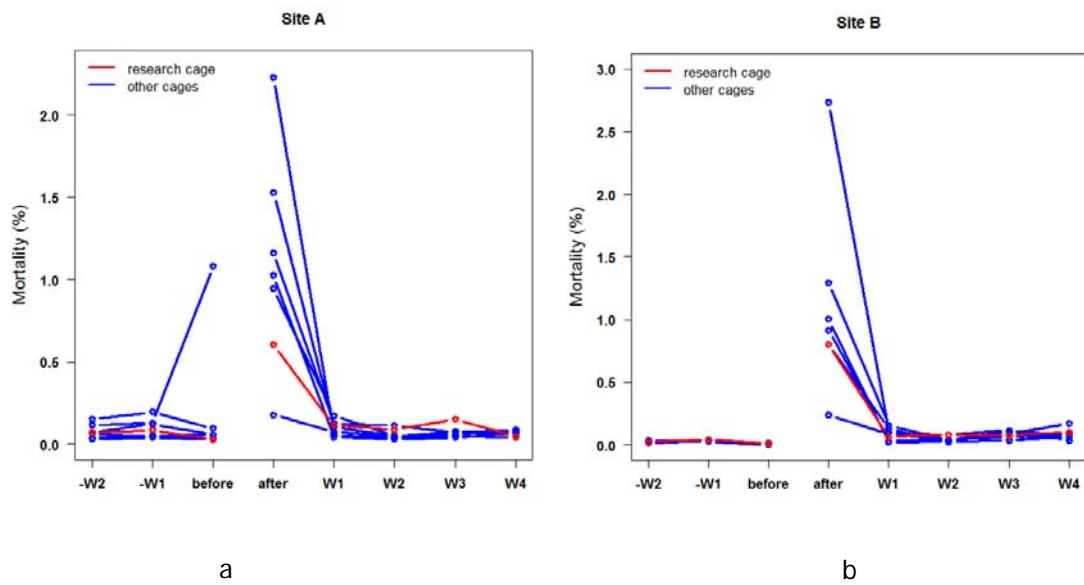 Site A
research cage
other cages
Mortality (%)
2.0
1.5
1.0
0.5
0.0
-W2 -W1 before after W1 W2 W3 W4
a
Site B
research cage
other cages
Mortality (%)
3.0
2.5
1.5
1.0
0.5
0.0
-W2 -W1 before after W1 W2 W3 W4
b